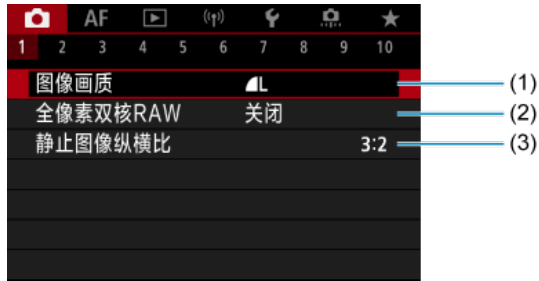 AF
1 2 3 4 5 6 7 8 9 10
图像画质 L (1)
全像素双核RAW 关闭 (2)
静止图像纵横比 3:2 (3)